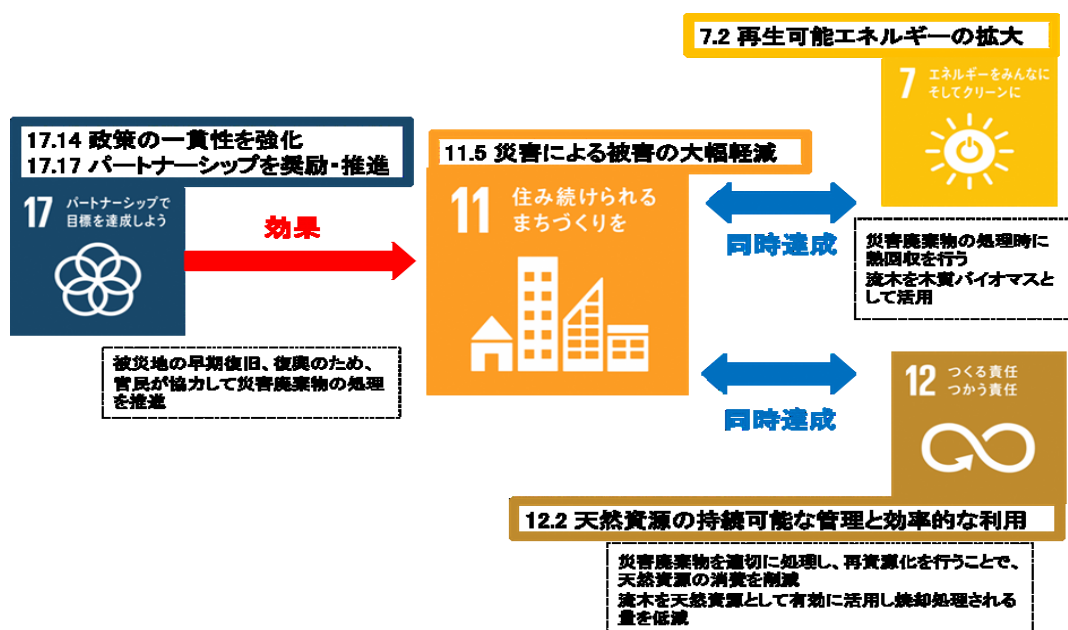 7.2 再生可能エネルギーの拡大
7 エネルギーをみんなに
そしてクリーンに
17.14 政策の一貫性を強化
17.17 パートナーシップを奨励・推進
17 パートナーシップで
目標を達成しよう
効果
11.5 災害による被害の大幅軽減
11 住み続けられる
まちづくりを
同時達成
災害廃棄物の処理時に
熱回収を行う
流木を木質バイオマスと
して活用
被災地の早期復旧、復興のため、
官民が協力して災害廃棄物の処理
を推進
同時達成
12 つくる責任
つかう責任
12.2 天然資源の持続可能な管理と効率的な利用
災害廃棄物を適切に処理し、再資源化を行うことで、
天然資源の消費を削減
流木を天然資源として有効に活用し焼却処理される
量を低減